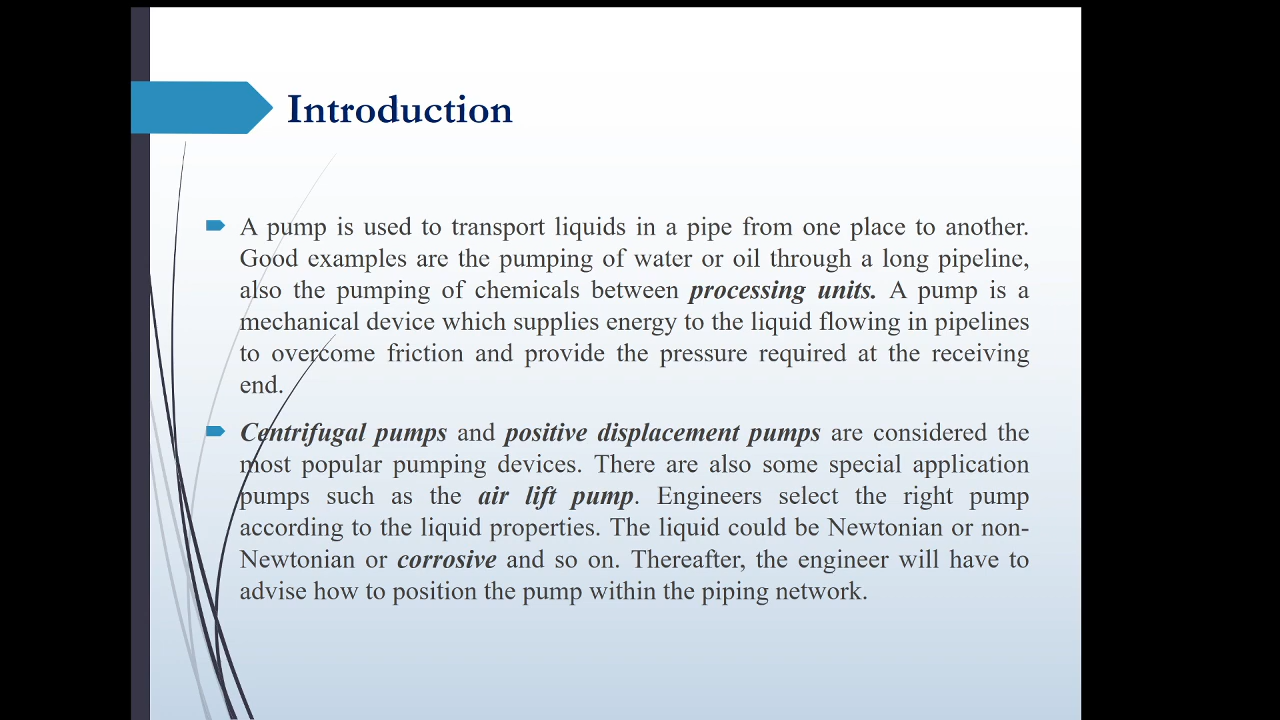 Introduction
A pump is used to transport liquids in a pipe from one place to another.
Good examples are the pumping of water or oil through a long pipeline,
also the pumping of chemicals between processing units. A pump is a
mechanical device which supplies energy to the liquid flowing in pipelines
to overcome friction and provide the pressure required at the receiving
end.
Centrifugal pumps and positive displacement pumps are considered the
most popular pumping devices. There are also some special application
pumps such as the air lift pump. Engineers select the right pump
according to the liquid properties. The liquid could be Newtonian or non-
Newtonian or corrosive and so on. Thereafter, the engineer will have to
advise how to position the pump within the piping network.